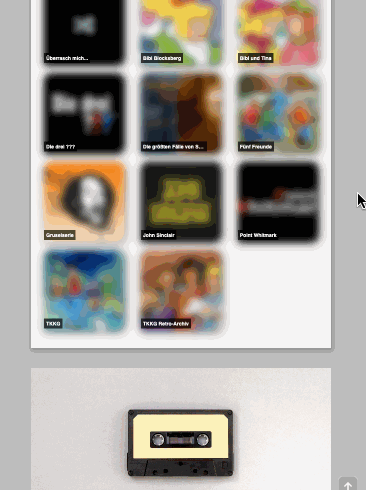 Überrasch mich...
Bibi Blocksberg
Bibi und Tina
Die drei ???
Die größten Fälle von S...
Fünf Freunde
Gruselserie
John Sinclair
Point Whitmark
TKKG
TKKG Retro-Archiv